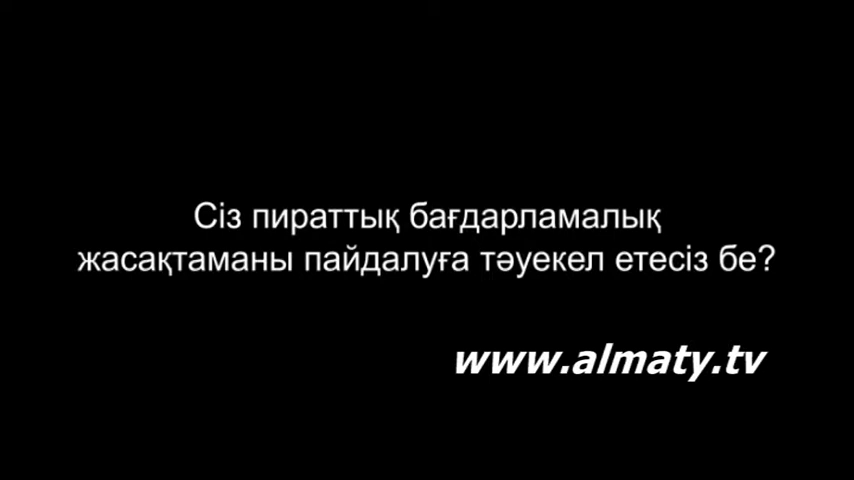 Сіз пираттық бағдарламалық
жасақтаманы пайдалуға тәуекел етесіз бе?
www.almaty.tv